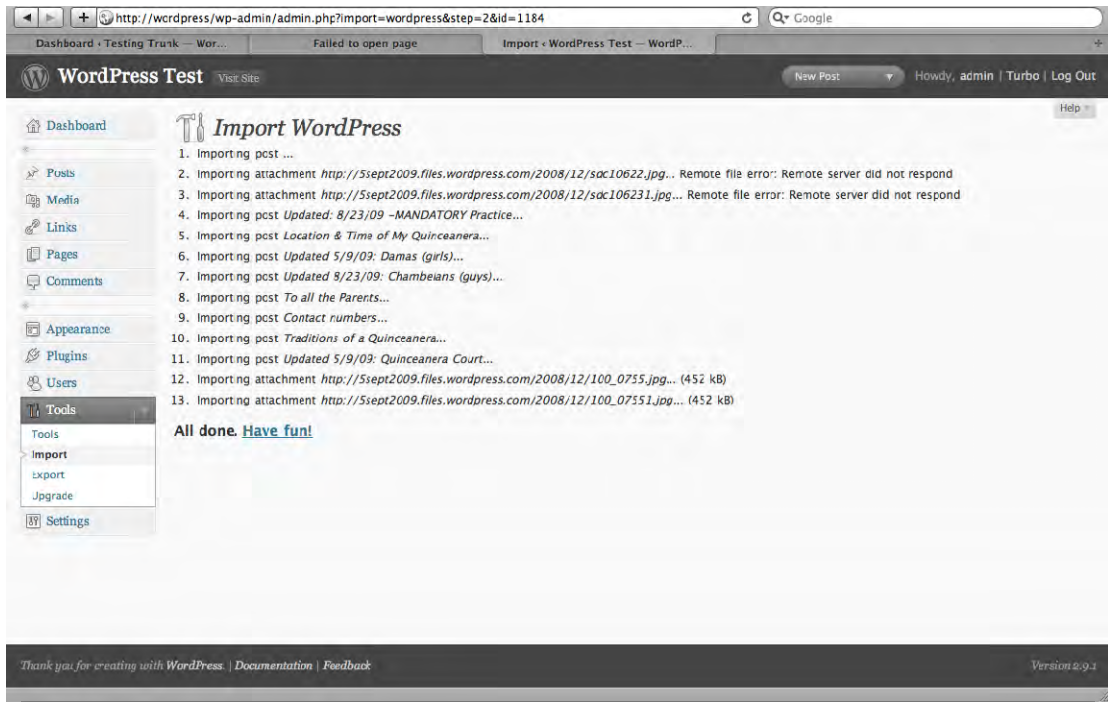 http://wordpress/wp-admin/admin.php?import=wordpress&step=2&id=1184
Google
Dashboard ‹ Testing Trunk — Wor...
Failed to open page
Import ‹ WordPress Test — WordP...
WordPress Test Visit Site
New Post
Howdy, admin | Turbo | Log Out
Help
Dashboard
Posts
Media
Links
Pages
Comments
Appearance
Plugins
Users
Tools
Tools
Import
Export
Upgrade
Settings
Import WordPress
1. Importing post ...
2. Importing attachment http://5sept2009.files.wordpress.com/2008/12/sdc10622.jpg... Remote file error: Remote server did not respond
3. Importing attachment http://5sept2009.files.wordpress.com/2008/12/sdc106231.jpg... Remote file error: Remote server did not respond
4. Importing post Updated: 8/23/09 -MANDATORY Practice...
5. Importing post Location & Time of My Quinceanera...
6. Importing post Updated 5/9/09: Damas (girls)...
7. Importing post Updated 8/23/09: Chambelans (guys)...
8. Importing post To all the Parents...
9. Importing post Contact numbers...
10. Importing post Traditions of a Quinceanera...
11. Importing post Updated 5/9/09: Quinceanera Court...
12. Importing attachment http://5sept2009.files.wordpress.com/2008/12/100_0755.jpg... (452 kB)
13. Importing attachment http://5sept2009.files.wordpress.com/2008/12/100_07551.jpg... (452 kB)
All done. Have fun!
Thank you for creating with WordPress. | Documentation | Feedback
Version 2.9.1